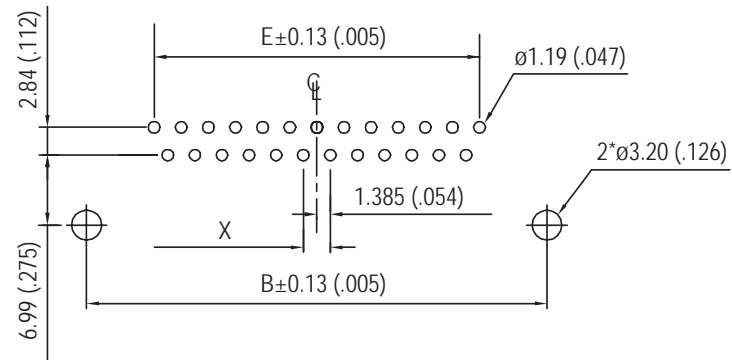 E±0.13 (.005)
ø1.19 (.047)
2.84 (.112)
CL
2*ø3.20 (.126)
1.385 (.054)
X
6.99 (.275)
B±0.13 (.005)